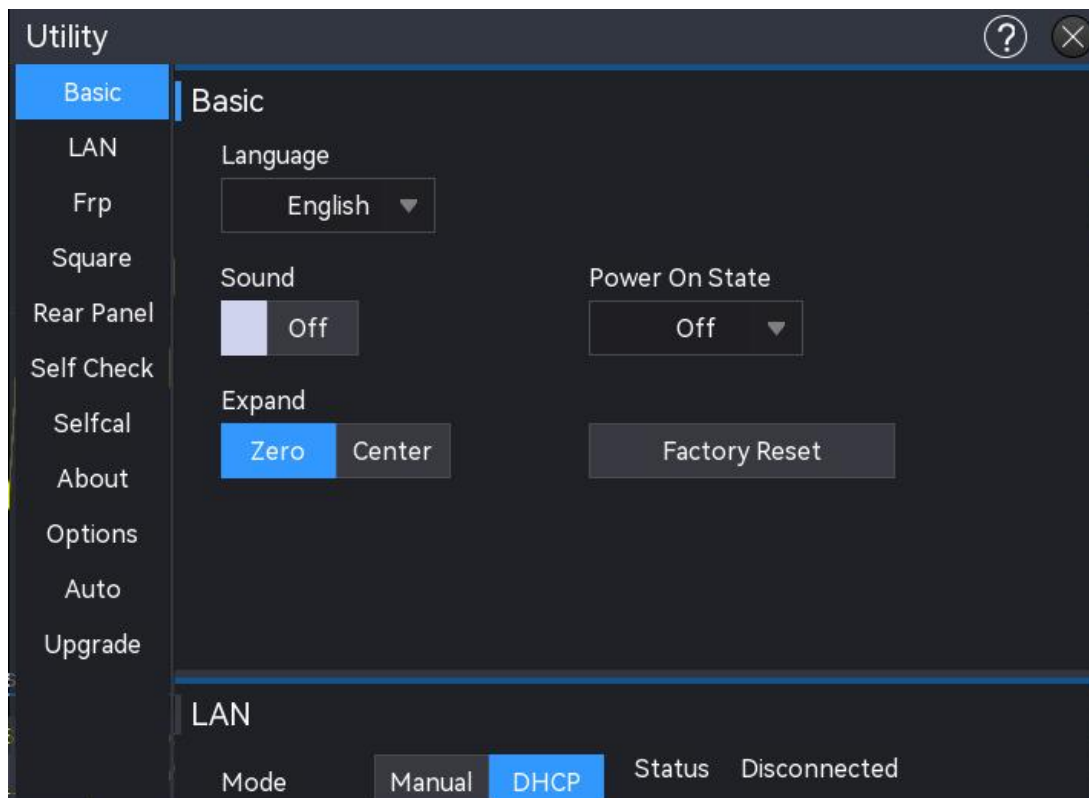 Utility ?
Basic
LAN
Frp
Square
Rear Panel
Self Check
Selfcal
About
Options
Auto
Upgrade
Basic
Language
English
Sound
Off
Power On State
Off
Expand
Zero Center
Factory Reset
LAN
Mode Manual DHCP Status Disconnected